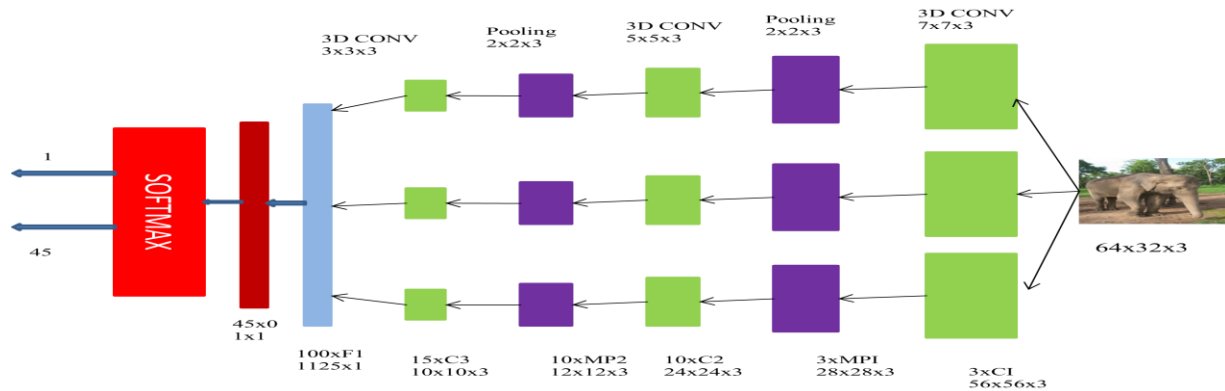 3D CONV
3x3x3
Pooling
2x2x3
3D CONV
5x5x3
Pooling
2x2x3
3D CONV
7x7x3
1
SOFTMAX
45
64x32x3
45x0
1x1
100xF1
1125x1
15xC3
10x10x3
10xMP2
12x12x3
10xC2
24x24x3
3xMPI
28x28x3
3xCI
56x56x3